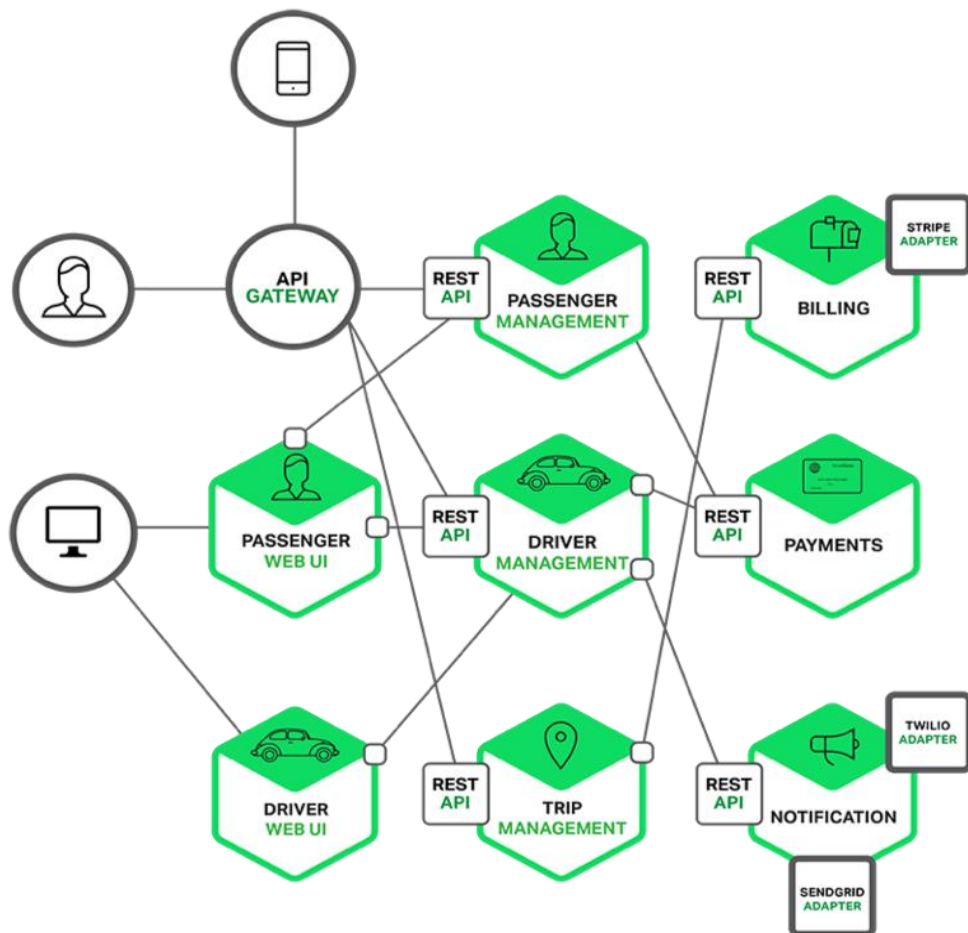 API
GATEWAY
REST
API
PASSENGER
MANAGEMENT
REST
API
BILLING
STRIPE
ADAPTER
PASSENGER
WEB UI
REST
API
DRIVER
MANAGEMENT
REST
API
PAYMENTS
DRIVER
WEB UI
REST
API
TRIP
MANAGEMENT
REST
API
NOTIFICATION
TWILIO
ADAPTER
SENDGRID
ADAPTER